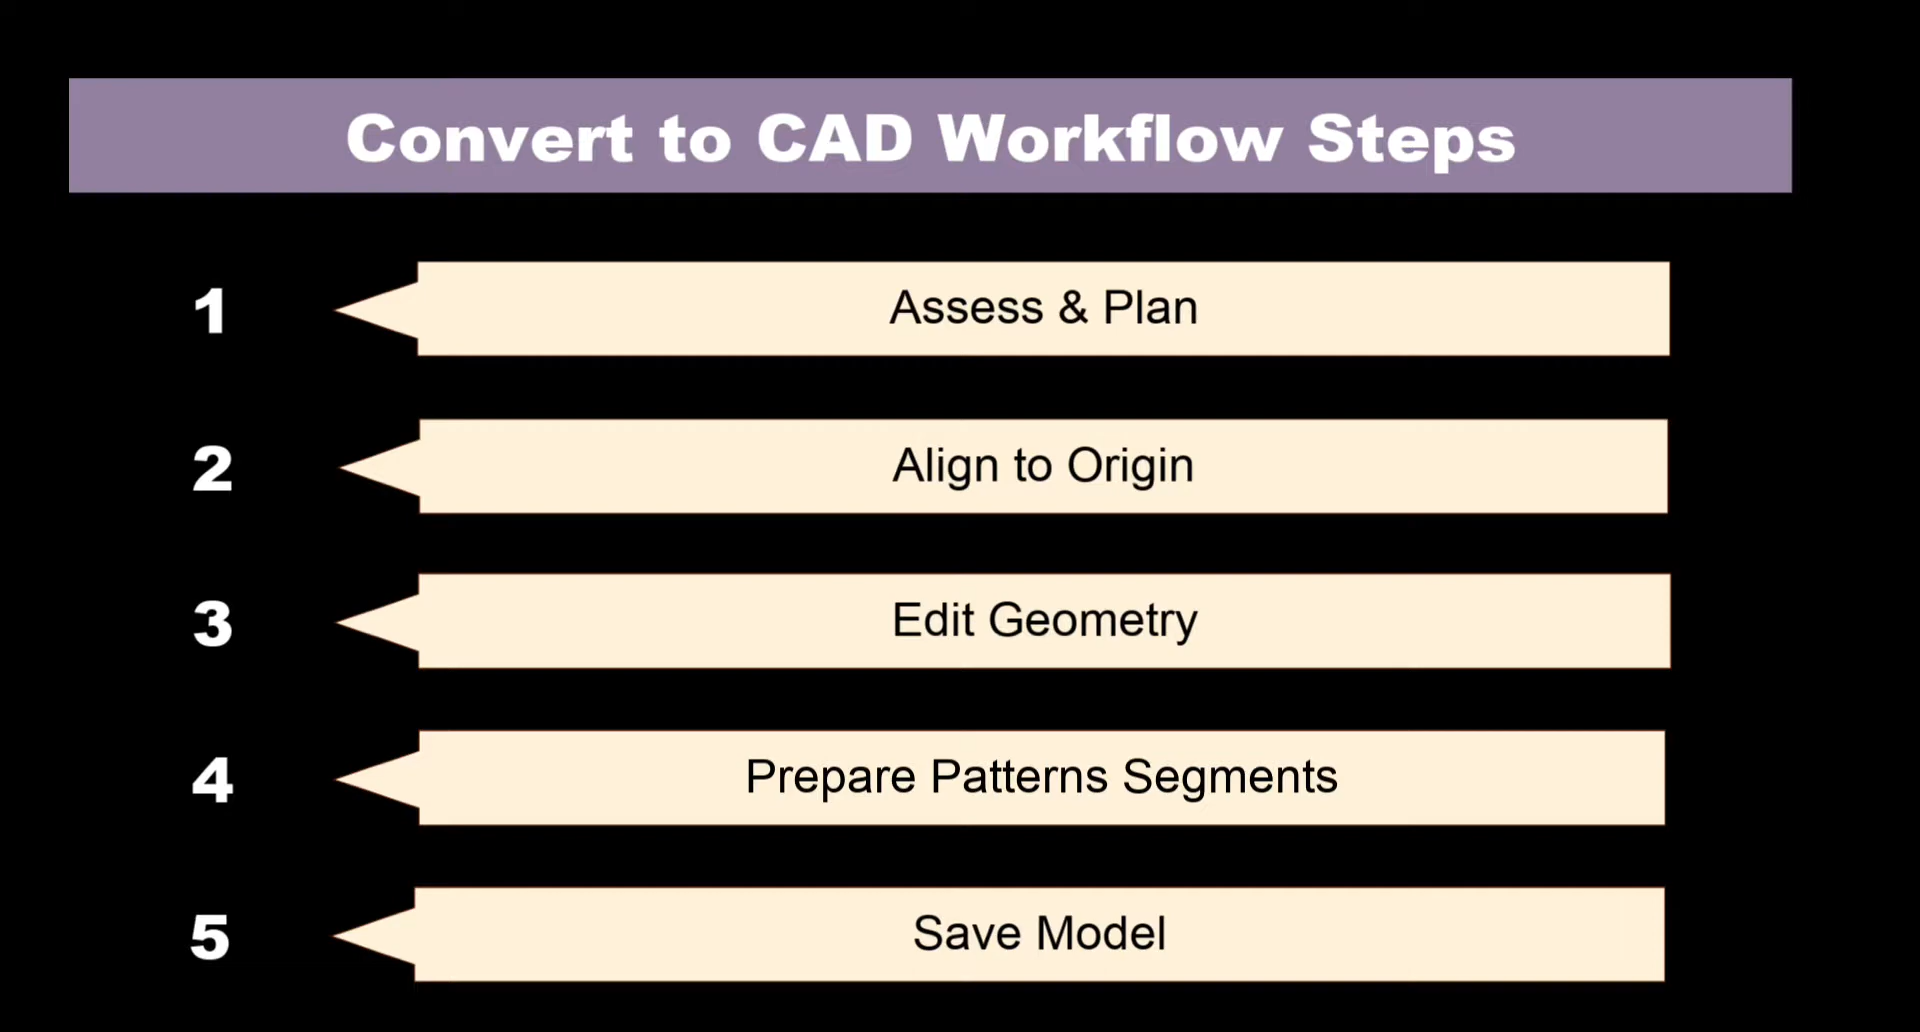 Convert to CAD Workflow Steps
1 Assess & Plan
2 Align to Origin
3 Edit Geometry
4 Prepare Patterns Segments
5 Save Model